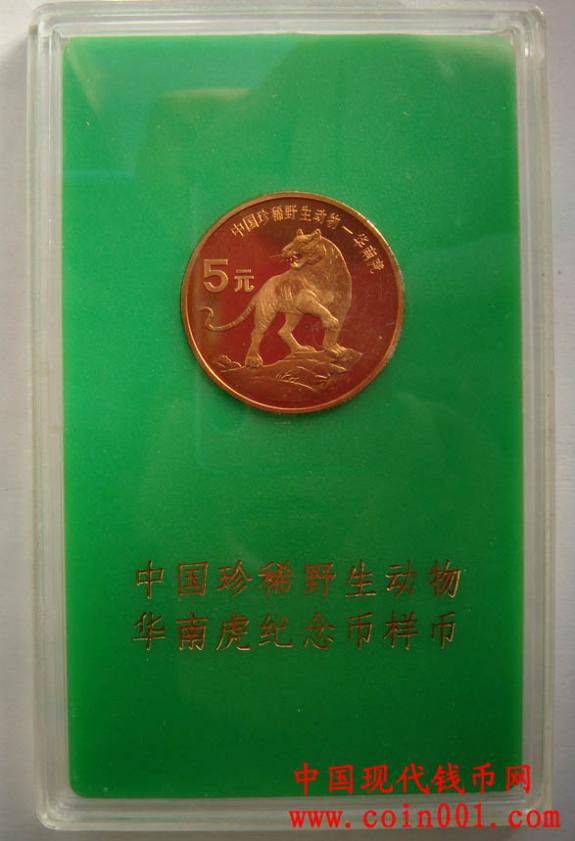 中国珍稀野生动物－华南虎
5元
中国珍稀野生动物
华南虎纪念币样币
中国现代钱币网
www.coin001.com